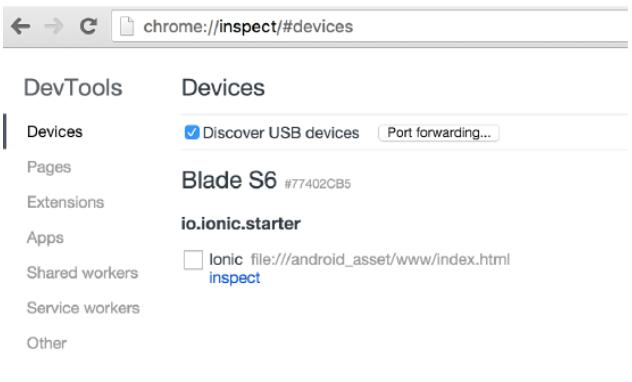 chrome://inspect/#devices
DevTools
Devices
Pages
Extensions
Apps
Shared workers
Service workers
Other
Devices
Discover USB devices Port forwarding...
Blade S6 #77402CB5
io.ionic.starter
Ionic file:///android_asset/www/index.html
inspect